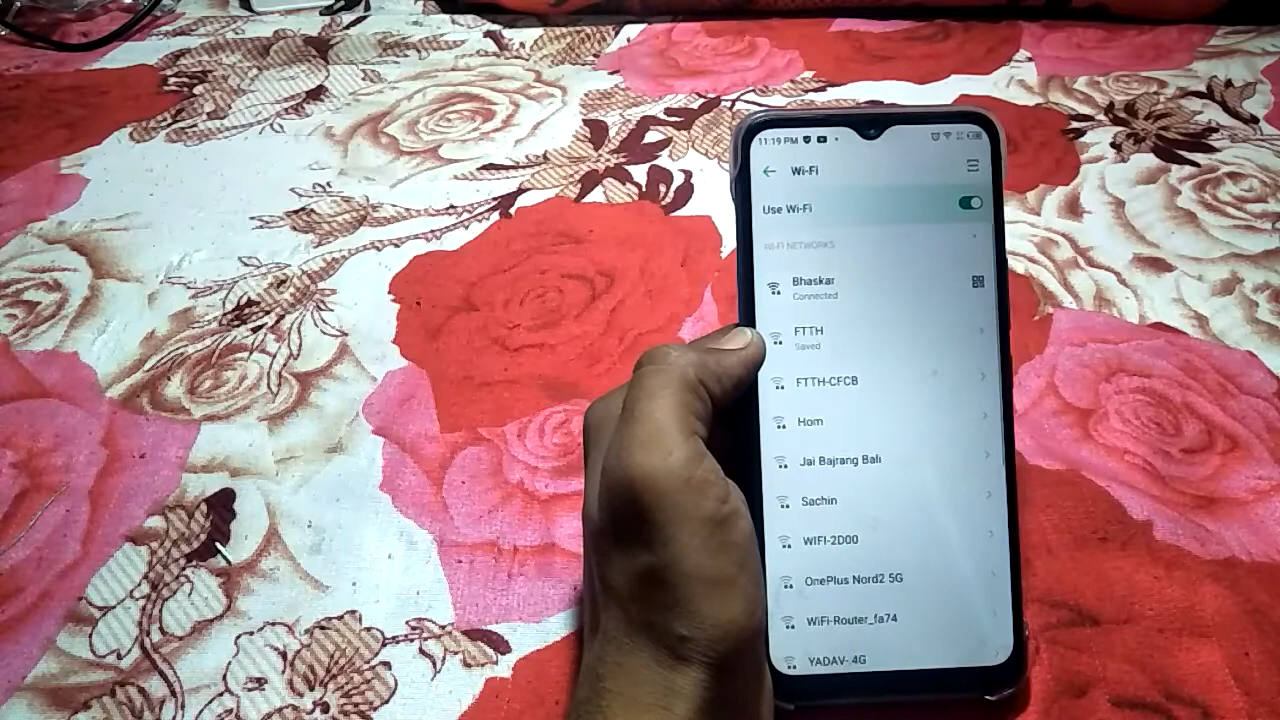 11:19 PM
Wi-Fi
Use Wi-Fi
WI-FI NETWORKS
Bhaskar
Connected
FTTH
Saved
FTTH-CFCB
Hom
Jai Bajrang Bali
Sachin
WIFI-2D00
OnePlus Nord2 5G
WiFi-Router_fa74
YADAV- 4G